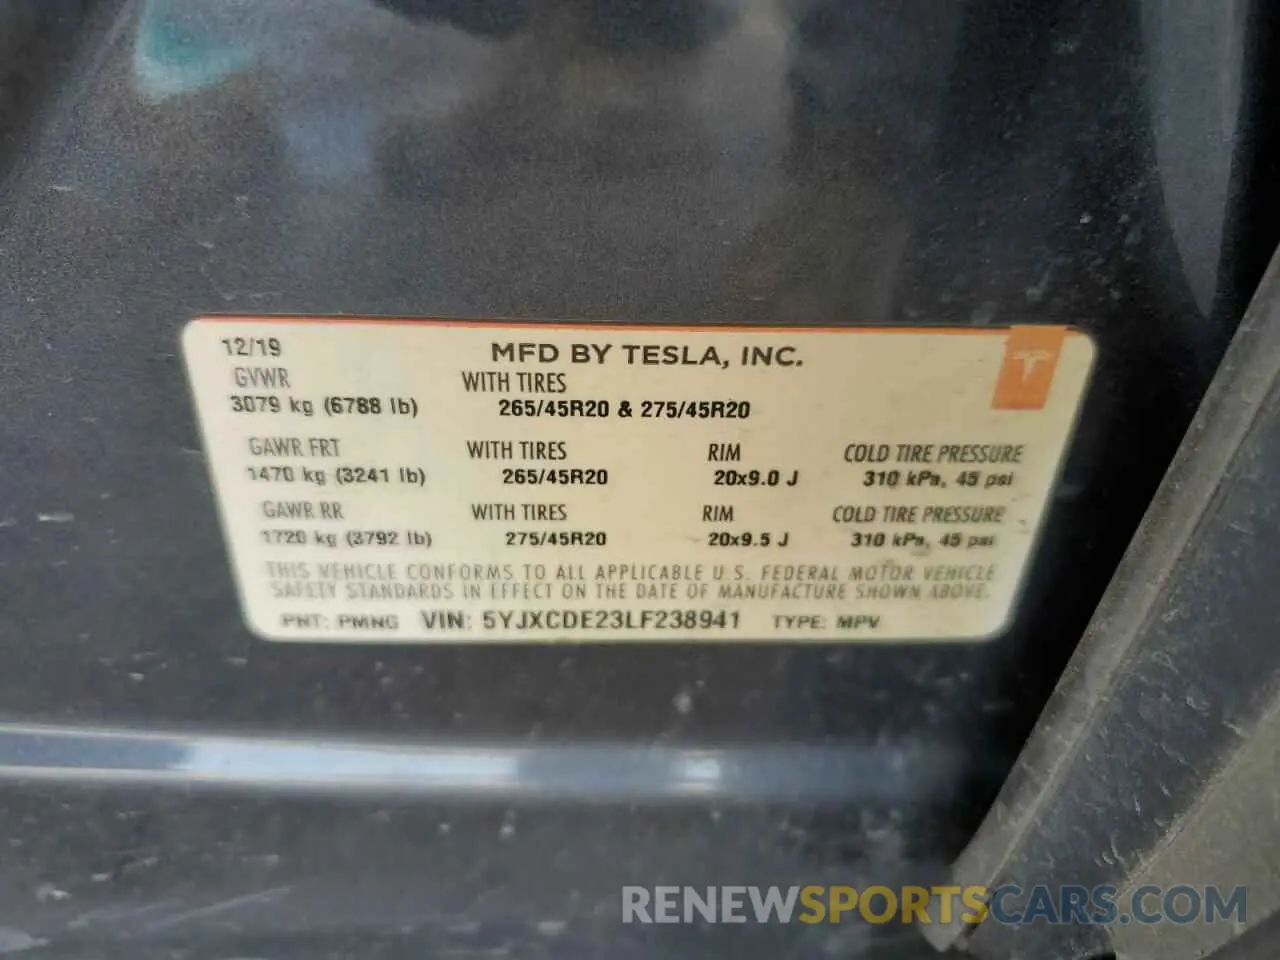 12/19 MFD BY TESLA, INC.
GVWR WITH TIRES
3079 kg (6788 lb) 265/45R20 & 275/45R20
GAWR FRT WITH TIRES RIM COLD TIRE PRESSURE
1470 kg (3241 lb) 265/45R20 20x9.0 J 310 kPa, 45 psi
GAWR RR WITH TIRES RIM COLD TIRE PRESSURE
1720 kg (3792 lb) 275/45R20 20x9.5 J 310 kPa, 45 psi
THIS VEHICLE CONFORMS TO ALL APPLICABLE U.S. FEDERAL MOTOR VEHICLE
SAFETY STANDARDS IN EFFECT ON THE DATE OF MANUFACTURE SHOWN ABOVE.
PNT: PMNG VIN: 5YJXCDE23LF238941 TYPE: MPV
RENEWSPORTSCARS.COM